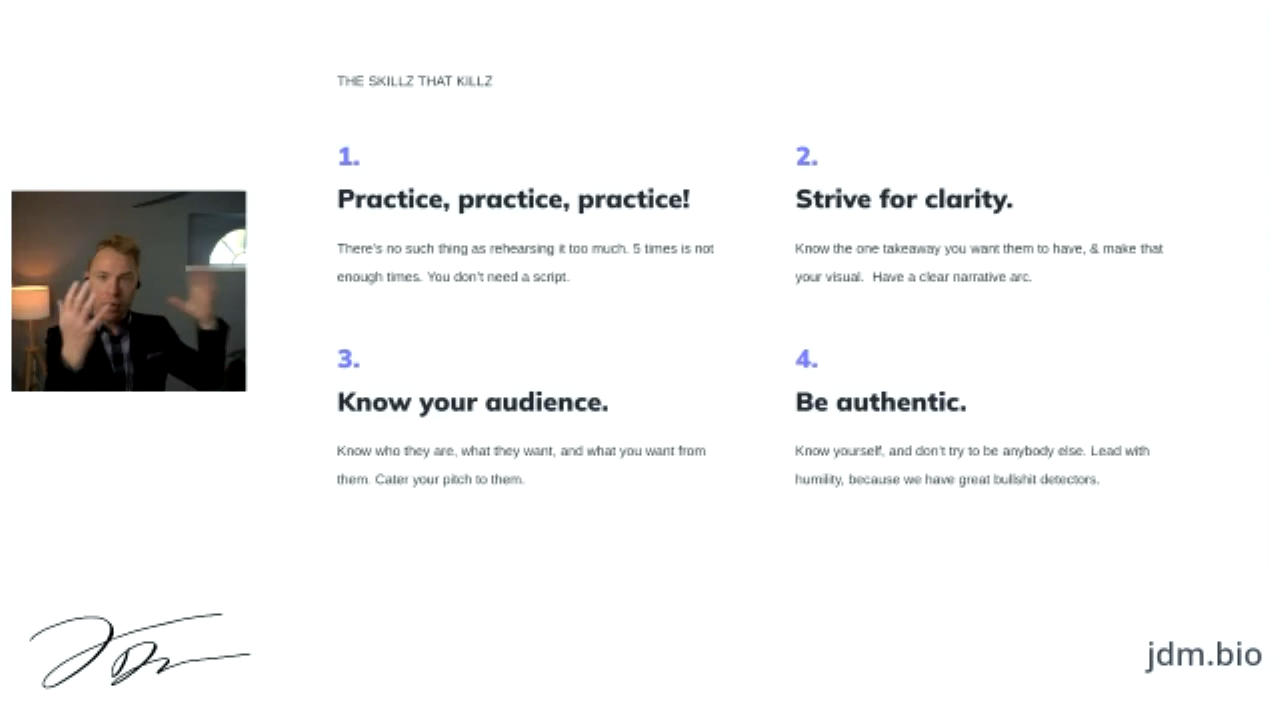 THE SKILLZ THAT KILLZ
1.
Practice, practice, practice!
There's no such thing as rehearsing it too much. 5 times is not
enough times. You don't need a script.
2.
Strive for clarity.
Know the one takeaway you want them to have, & make that
your visual.  Have a clear narrative arc.
3.
Know your audience.
Know who they are, what they want, and what you want from
them. Cater your pitch to them.
4.
Be authentic.
Know yourself, and don't try to be anybody else. Lead with
humility, because we have great bullshit detectors.
jdm.bio